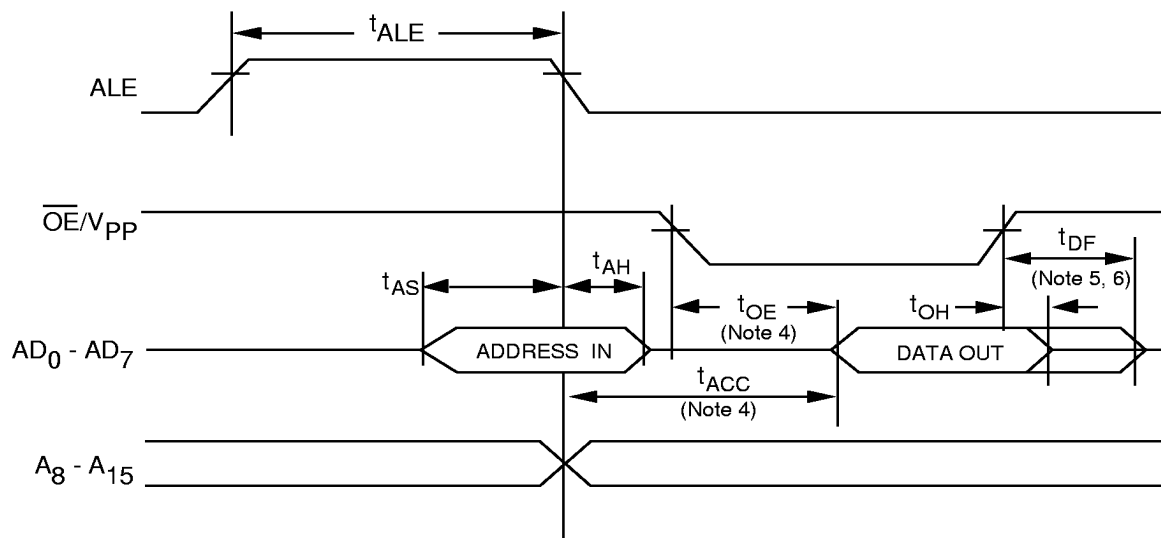 tALE
ALE
OE/VPP
tDF
tAH
tAS
(Note 5, 6)
tOE
tOH
(Note 4)
AD0 - AD7
ADDRESS IN
DATA OUT
tACC
(Note 4)
A8 - A15